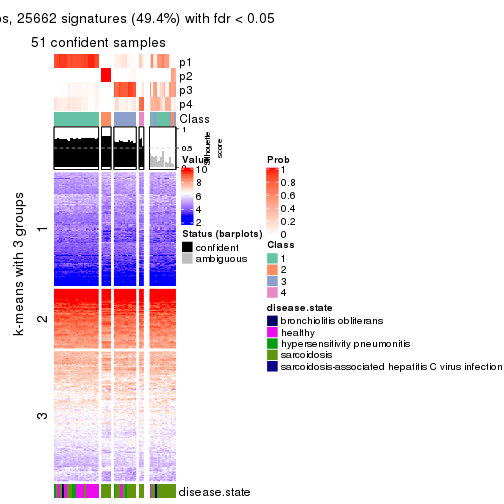 os, 25662 signatures (49.4%) with fdr < 0.05
51 confident samples
p1
p2
p3
p4
Class
1
0.5
0
Silhouette
score
Value
10
8
6
4
2
Status (barplots)
confident
ambiguous
Prob
1
0.8
0.6
0.4
0.2
0
Class
1
2
3
4
disease.state
bronchiolitis obliterans
healthy
hypersensitivity pneumonitis
sarcoidosis
sarcoidosis-associated hepatitis C virus infection
k-means with 3 groups
1
2
3
disease.state